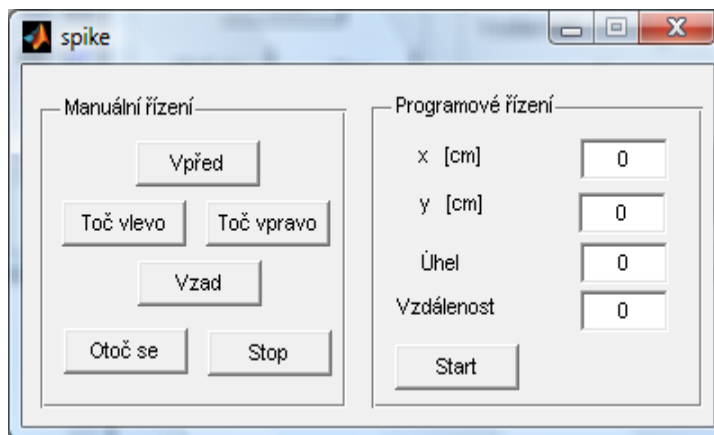 spike
Manuální řízení
Vpřed
Toč vlevo Toč vpravo
Vzad
Otoč se Stop
Programové řízení
x [cm] 0
y [cm] 0
Úhel 0
Vzdálenost 0
Start